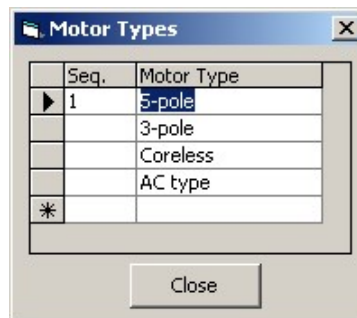 Motor Types
Seq. Motor Type
1 5-pole
3-pole
Coreless
AC type
*
Close